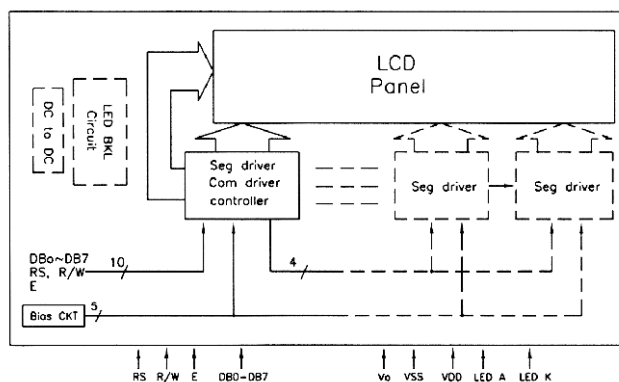 LCD
Panel
DC to DC
LED BKL
Circuit
Seg driver
Com driver
controller
Seg driver
Seg driver
DBo~DB7
RS, R/W
E
10
4
Bias CKT
5
RS R/W E DB0-DB7 Vo VSS VDD LED A LED K